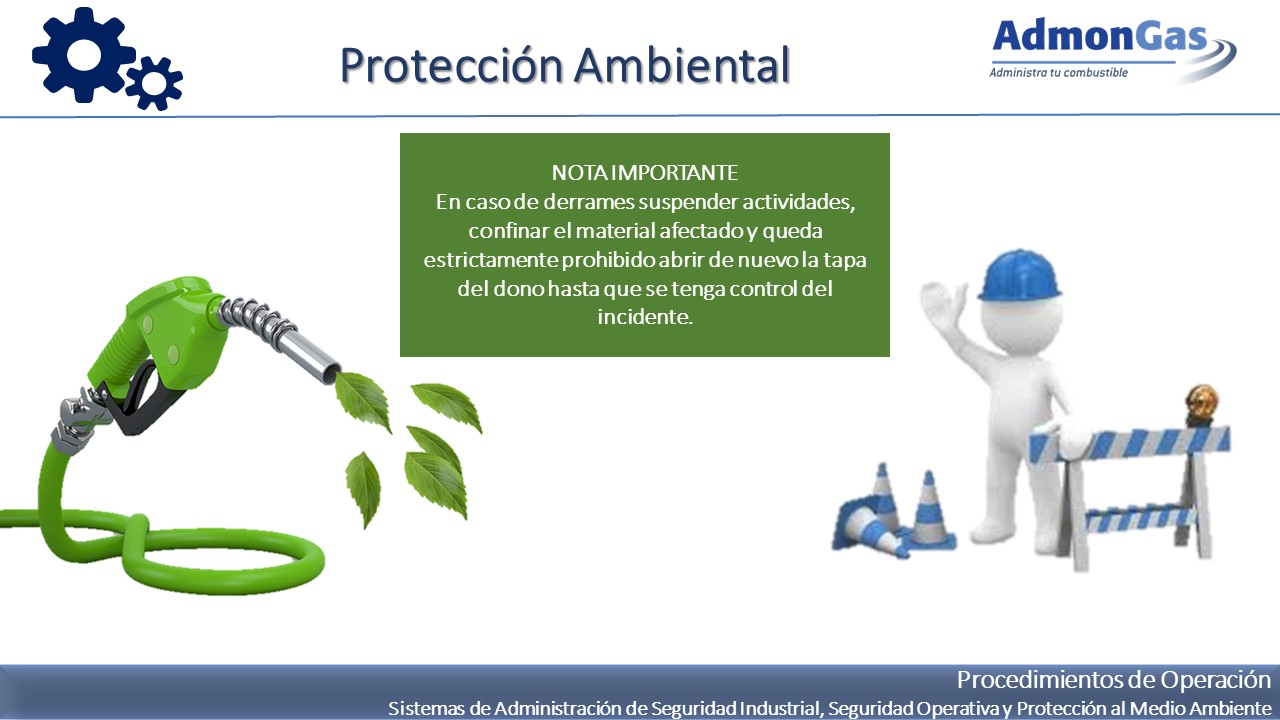 Protección Ambiental
AdmonGas
Administra tu combustible
NOTA IMPORTANTE
En caso de derrames suspender actividades,
confinar el material afectado y queda
estrictamente prohibido abrir de nuevo la tapa
del dono hasta que se tenga control del
incidente.
Procedimientos de Operación
Sistemas de Administración de Seguridad Industrial, Seguridad Operativa y Protección al Medio Ambiente